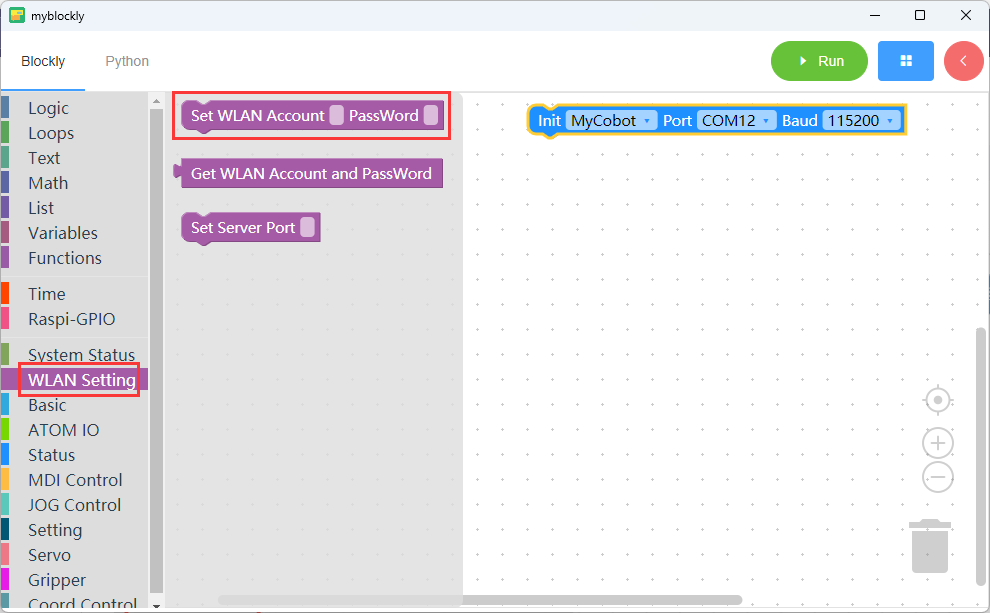 myblockly
Blockly
Python
Run
Logic
Loops
Text
Math
List
Variables
Functions
Time
Raspi-GPIO
System Status
WLAN Setting
Basic
ATOM IO
Status
MDI Control
JOG Control
Setting
Servo
Gripper
Coord Control
Set WLAN Account PassWord
Get WLAN Account and PassWord
Set Server Port
Init MyCobot Port COM12 Baud 115200